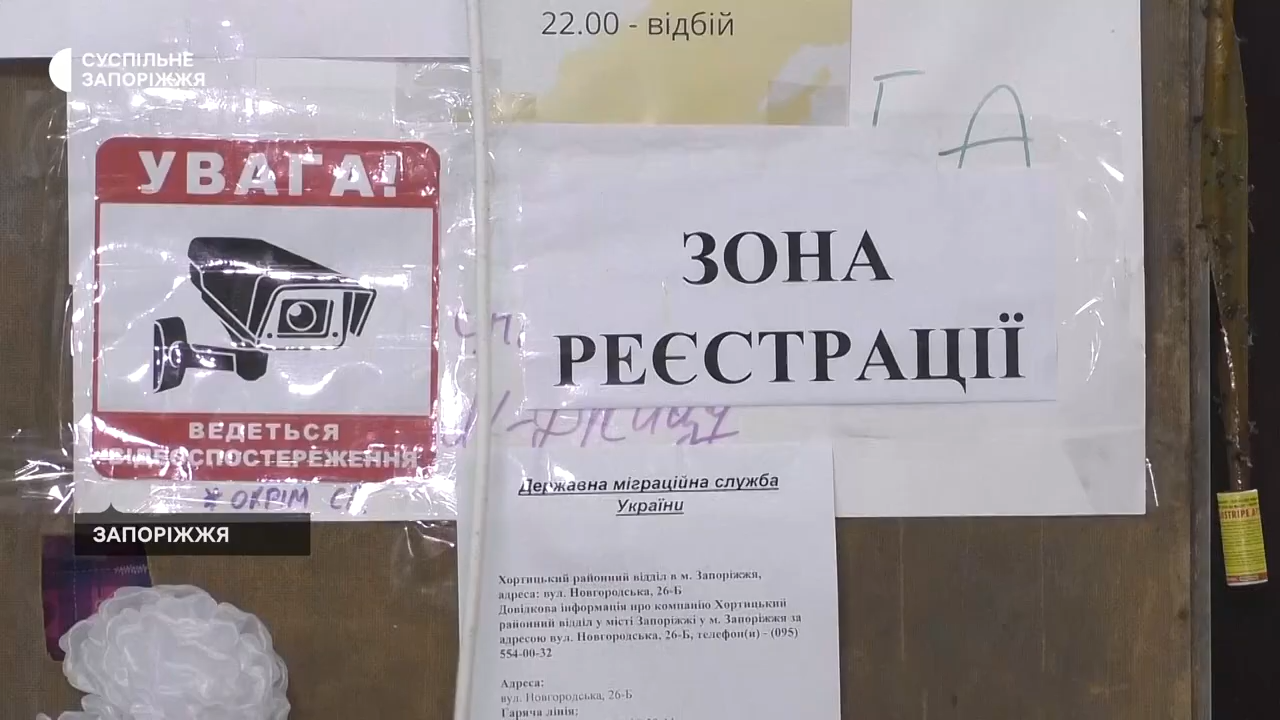 22.00 - відбій
СУСПІЛЬНЕ
ЗАПОРІЖЖЯ
ГА
УВАГА!
ВЕДЕТЬСЯ
ВІДЕОСПОСТЕРЕЖЕННЯ
* ОКРІМ
ЗОНА
РЕЄСТРАЦІЇ
ЗАПОРІЖЖЯ
Державна міграційна служба
України
Хортицький районний відділ в м. Запоріжжя,
адреса: вул. Новгородська, 26-Б
Довідкова інформація про компанію Хортицький
районний відділ у місті Запоріжжі у м. Запоріжжя за
адресою вул. Новгородська, 26-Б, телефон(и) - (095)
554-00-32
Адреса:
вул. Новгородська, 26-Б
Гаряча лінія: